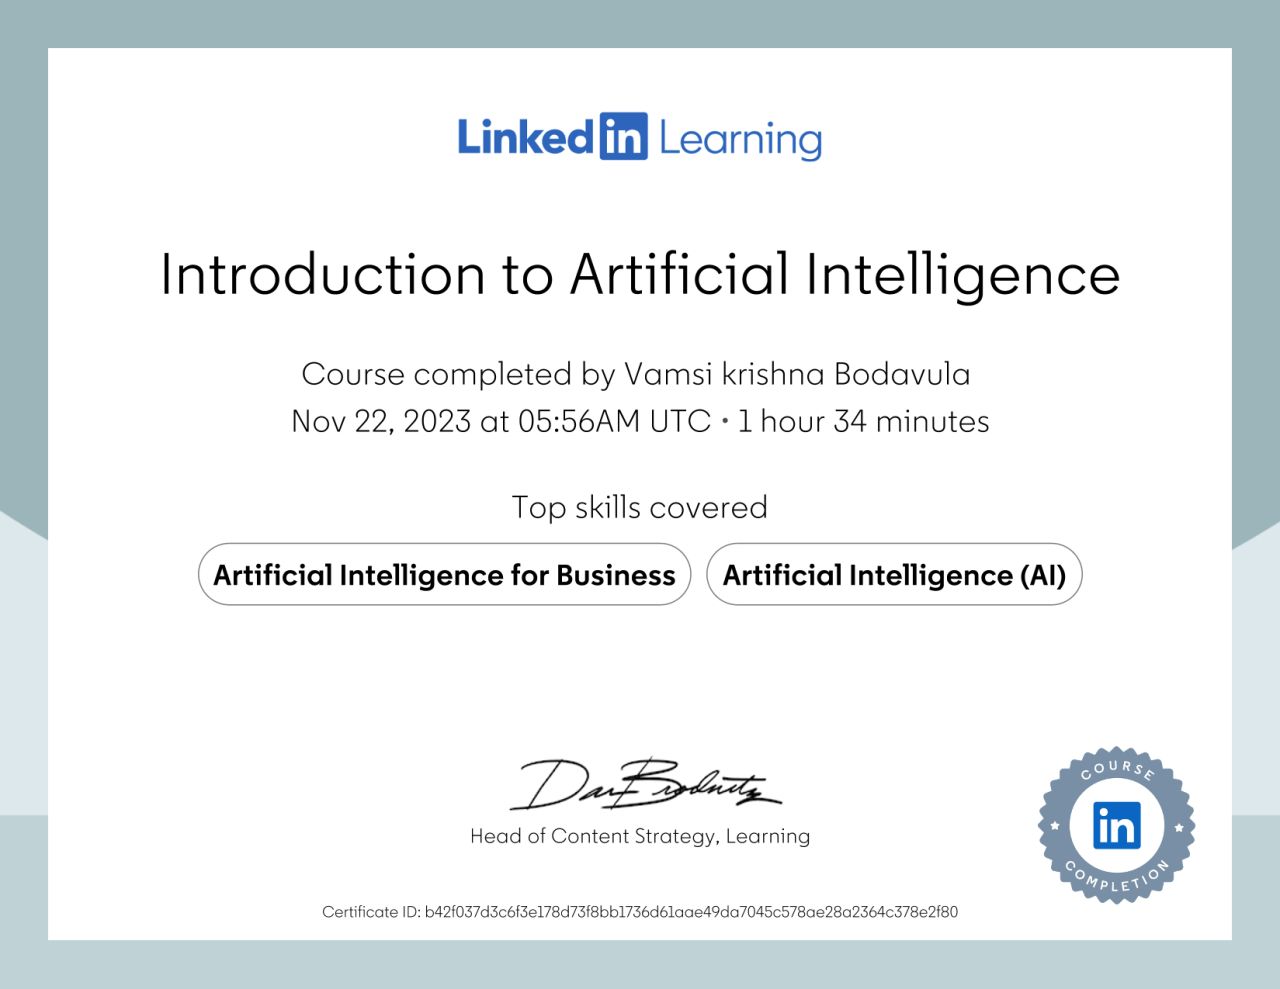 Linkedin Learning
Introduction to Artificial Intelligence
Course completed by Vamsi krishna Bodavula
Nov 22, 2023 at 05:56AM UTC • 1 hour 34 minutes
Top skills covered
Artificial Intelligence for Business
Artificial Intelligence (AI)
Dan Brodnitz
Head of Content Strategy, Learning
COURSE
in
COMPLETION
Certificate ID: b42f037d3c6f3e178d73f8bb1736d61aae49da7045c578ae28a2364c378e2f80